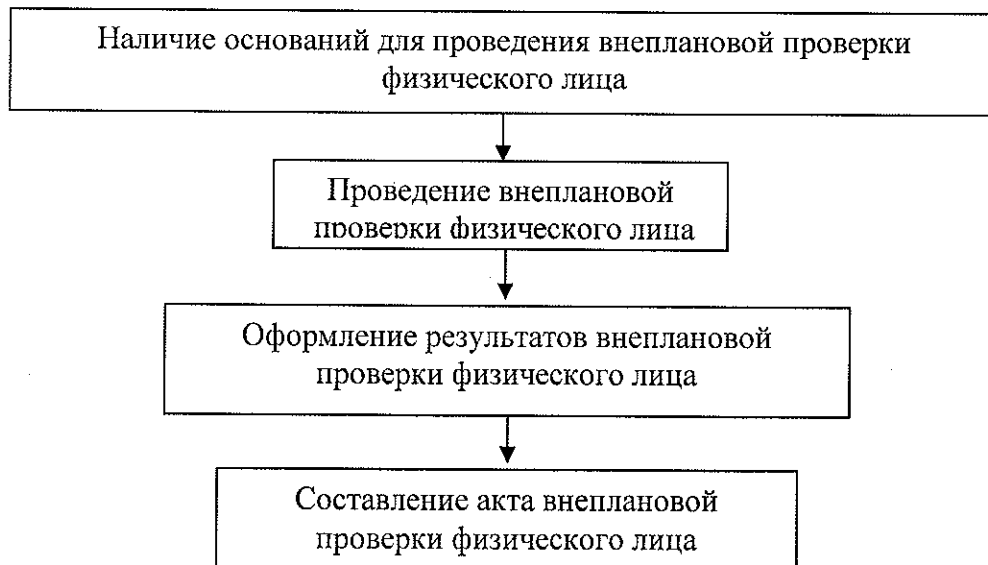 Наличие оснований для проведения внеплановой проверки
физического лица
Проведение внеплановой
проверки физического лица
Оформление результатов внеплановой
проверки физического лица
Составление акта внеплановой
проверки физического лица